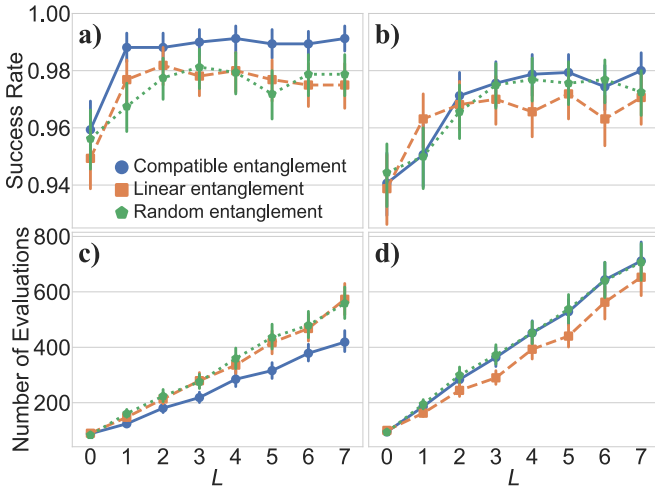 1.00
0.98
0.96
0.94
Success Rate
a)
b)
Compatible entanglement
Linear entanglement
Random entanglement
800
600
400
200
Number of Evaluations
c)
d)
0 1 2 3 4 5 6 7
0 1 2 3 4 5 6 7
L
L